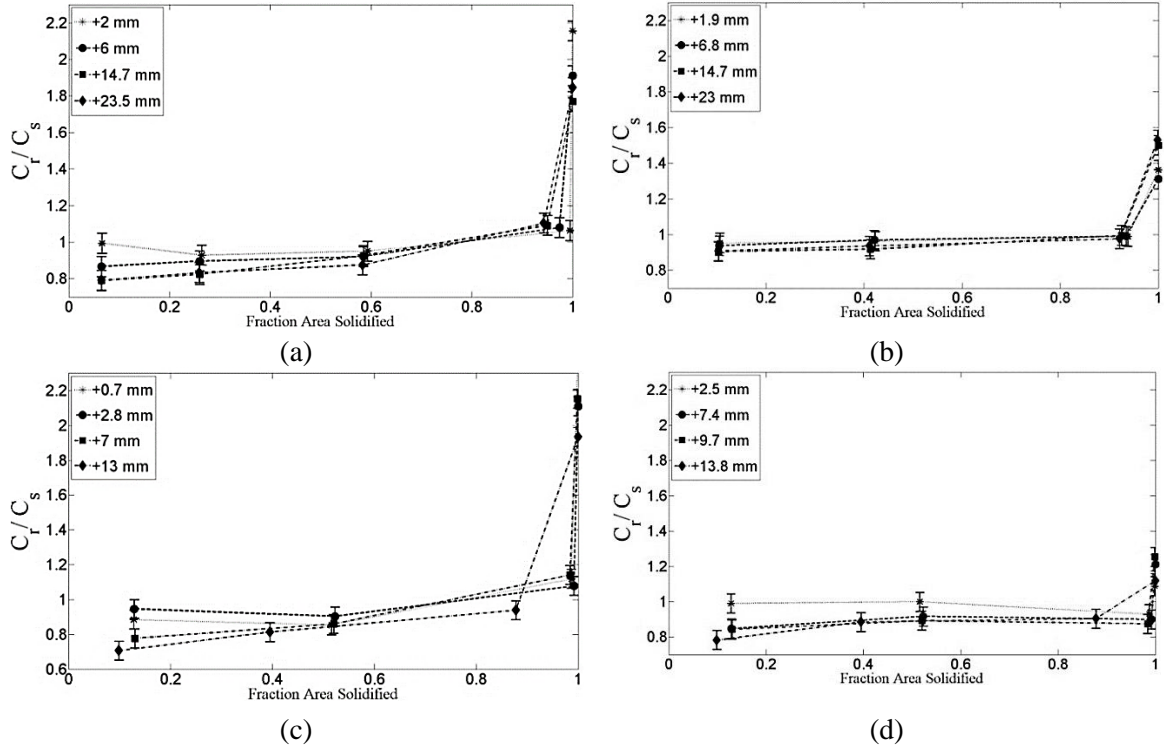 2.2
2
1.8
1.6
1.4
1.2
1
0.8
C_r / C_s
+2 mm
+6 mm
+14.7 mm
+23.5 mm
0 0.2 0.4 0.6 0.8 1
Fraction Area Solidified
(a)
2.2
2
1.8
1.6
1.4
1.2
1
0.8
C_r / C_s
+1.9 mm
+6.8 mm
+14.7 mm
+23 mm
0 0.2 0.4 0.6 0.8 1
Fraction Area Solidified
(b)
2.2
2
1.8
1.6
1.4
1.2
1
0.8
0.6
C_r / C_s
+0.7 mm
+2.8 mm
+7 mm
+13 mm
0 0.2 0.4 0.6 0.8 1
Fraction Area Solidified
(c)
2.2
2
1.8
1.6
1.4
1.2
1
0.8
C_r / C_s
+2.5 mm
+7.4 mm
+9.7 mm
+13.8 mm
0 0.2 0.4 0.6 0.8 1
Fraction Area Solidified
(d)